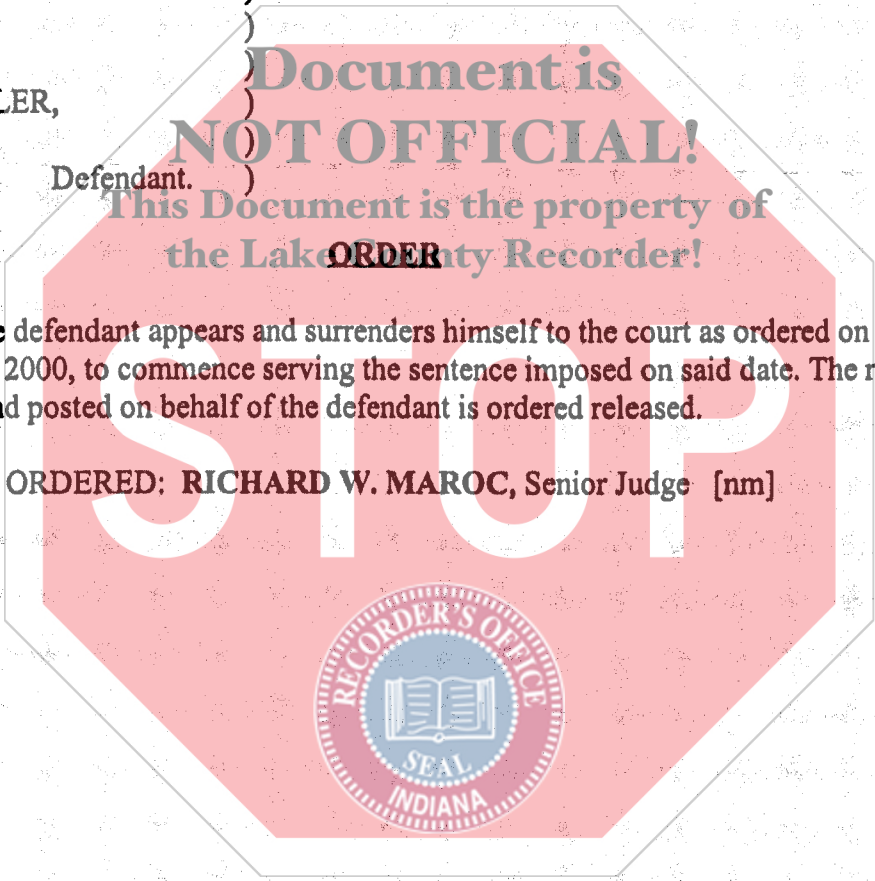 )
)
Document is
)
LER, )
NOT OFFICIAL!
)
Defendant. )
This Document is the property of
the Lake County Recorder!
ORDER
e defendant appears and surrenders himself to the court as ordered on
2000, to commence serving the sentence imposed on said date. The r
nd posted on behalf of the defendant is ordered released.
STOP
ORDERED: RICHARD W. MAROC, Senior Judge [nm]
RECORDER'S OFFICE
SEAL
INDIANA